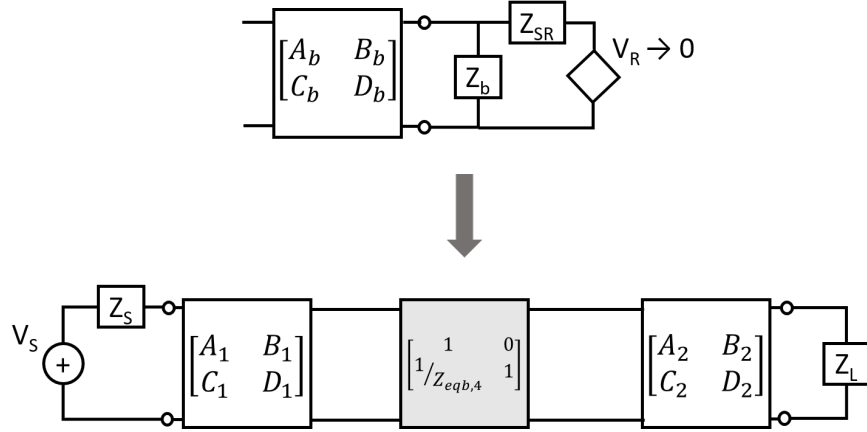 Z_SR
[A_b B_b
C_b D_b]
Z_b
V_R → 0
V_S
+
Z_S
[A_1 B_1
C_1 D_1]
[1 0
1/Z_eqb,4 1]
[A_2 B_2
C_2 D_2]
Z_L